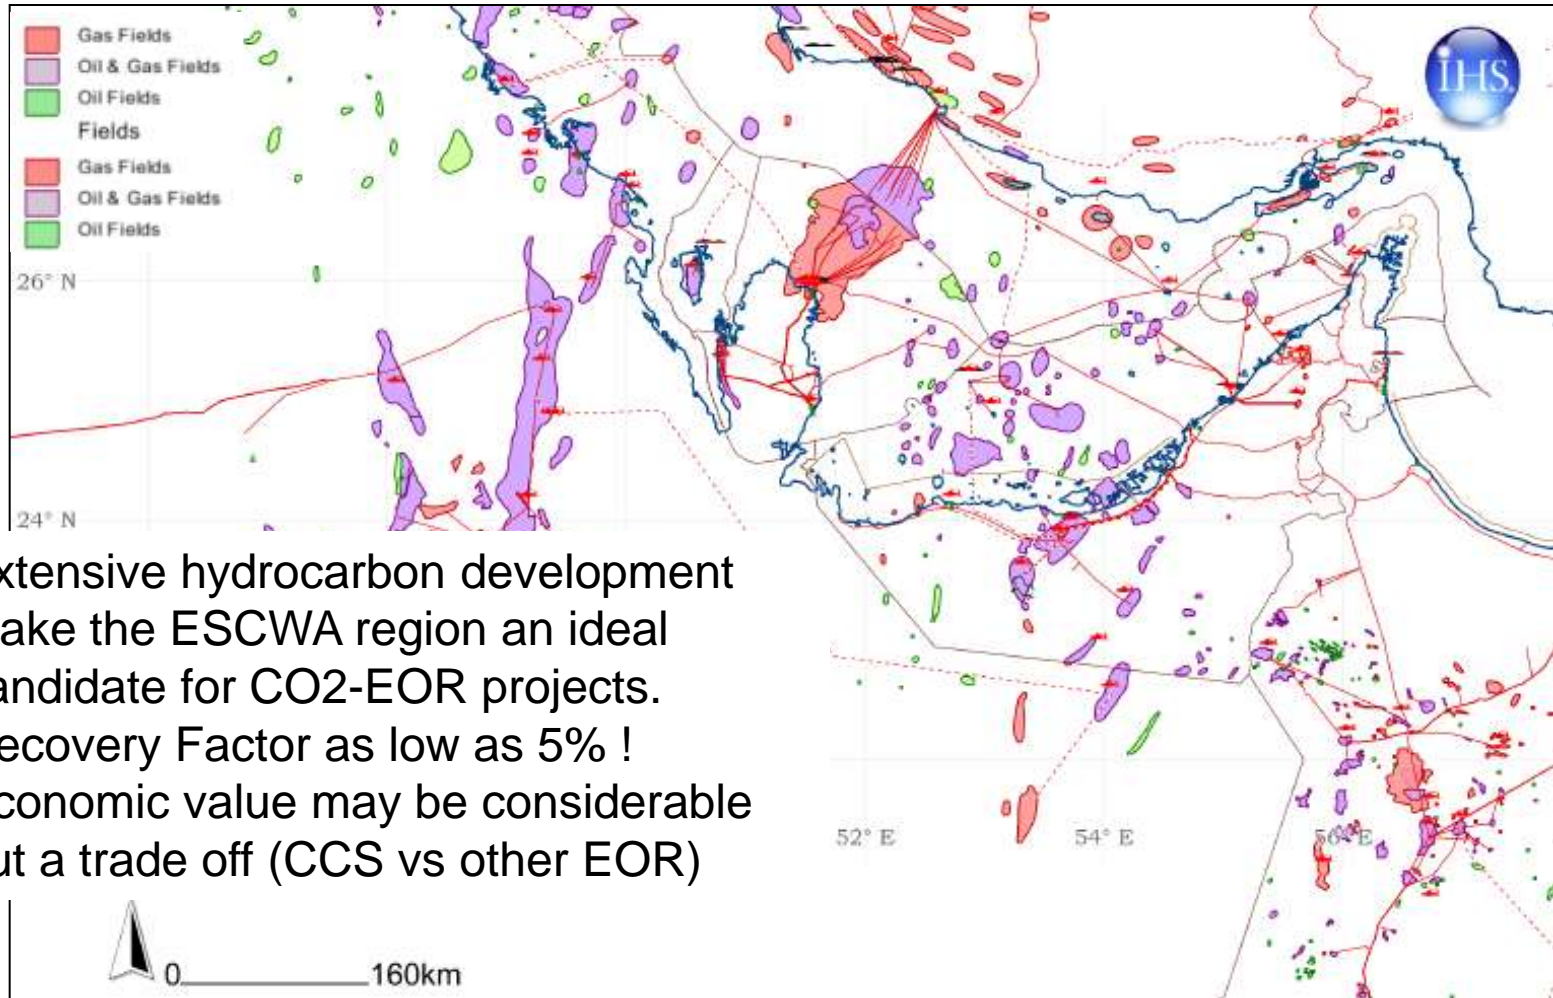 Gas Fields
Oil & Gas Fields
Oil Fields
Fields
Gas Fields
Oil & Gas Fields
Oil Fields
IHS
26° N
24° N
xtensive hydrocarbon development
ake the ESCWA region an ideal
andidate for CO2-EOR projects.
ecovery Factor as low as 5% !
conomic value may be considerable
ut a trade off (CCS vs other EOR)
52° E
54° E
56° E
0
160km